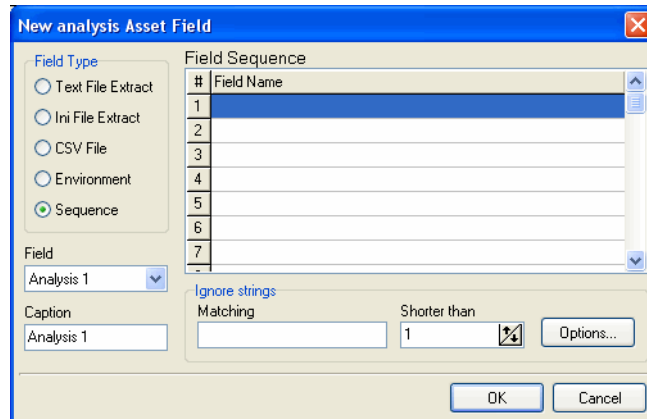 New analysis Asset Field
Field Type
Text File Extract
Ini File Extract
CSV File
Environment
Sequence
Field
Analysis 1
Caption
Analysis 1
Field Sequence
# Field Name
1
2
3
4
5
6
7
Ignore strings
Matching
Shorter than
1
Options...
OK
Cancel